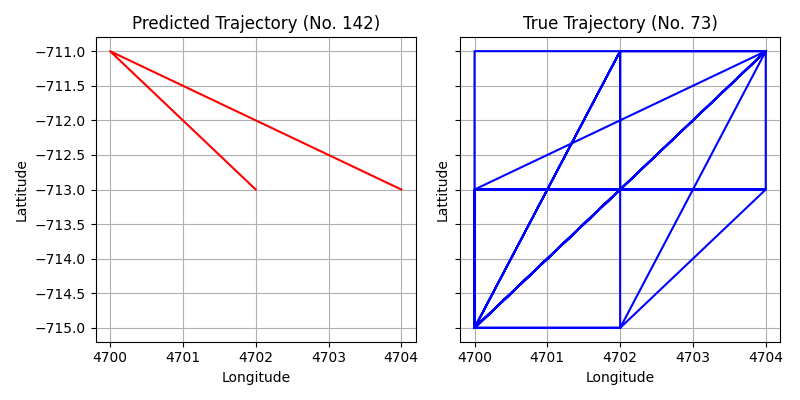 Predicted Trajectory (No. 142)
True Trajectory (No. 73)
Lattitude
−711.0
−711.5
−712.0
−712.5
−713.0
−713.5
−714.0
−714.5
−715.0
4700 4701 4702 4703 4704
Longitude
Lattitude
4700 4701 4702 4703 4704
Longitude